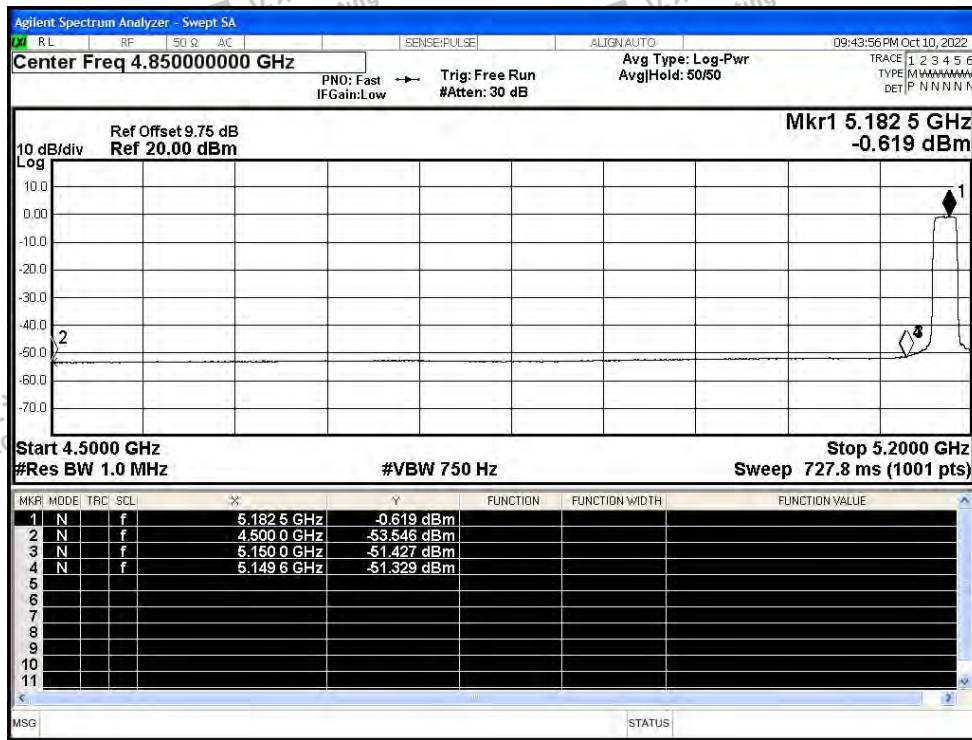 Agilent Spectrum Analyzer - Swept SA
RL RF 50 Ω AC SENSE:PULSE ALIGNAUTO 09:43:56 PM Oct 10, 2022
Center Freq 4.850000000 GHz
PNO: Fast Trig: Free Run Avg Type: Log-Pwr TRACE 1 2 3 4 5 6
IFGain:Low #Atten: 30 dB Avg|Hold: 50/50 TYPE M
DET P N N N N N
Mkr1 5.182 5 GHz
-0.619 dBm
Ref Offset 9.75 dB
10 dB/div Ref 20.00 dBm
Log
10.0
0.00
-10.0
-20.0
-30.0
-40.0
-50.0
-60.0
-70.0
1
2
Start 4.5000 GHz Stop 5.2000 GHz
#Res BW 1.0 MHz #VBW 750 Hz Sweep 727.8 ms (1001 pts)
MKR MODE TRC SCL X Y FUNCTION FUNCTION WIDTH FUNCTION VALUE
1 N f 5.182 5 GHz -0.619 dBm
2 N f 4.500 0 GHz -53.546 dBm
3 N f 5.150 0 GHz -51.427 dBm
4 N f 5.149 6 GHz -51.329 dBm
5
6
7
8
9
10
11
MSG STATUS